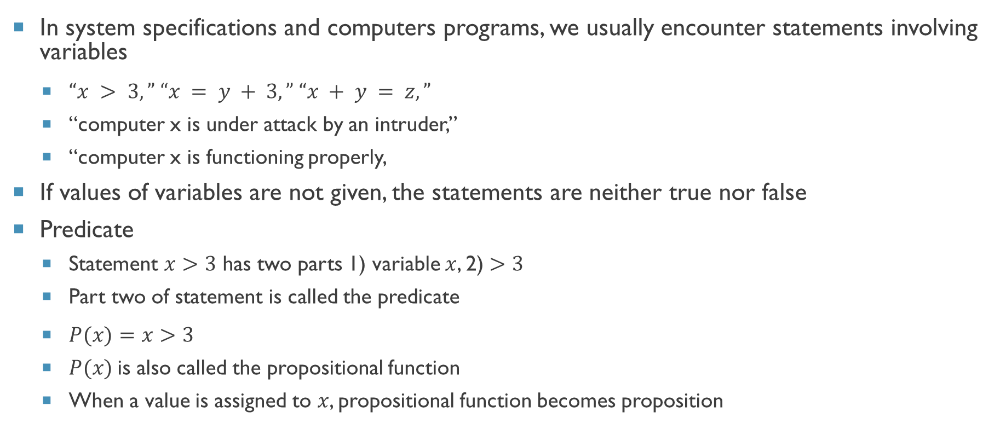 In system specifications and computers programs, we usually encounter statements involving
variables
“x > 3,” “x = y + 3,” “x + y = z,”
“computer x is under attack by an intruder,”
“computer x is functioning properly,
If values of variables are not given, the statements are neither true nor false
Predicate
Statement x > 3 has two parts 1) variable x, 2) > 3
Part two of statement is called the predicate
P(x) = x > 3
P(x) is also called the propositional function
When a value is assigned to x, propositional function becomes proposition